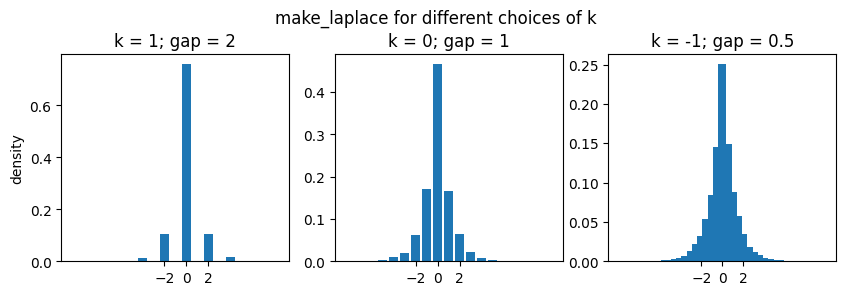 make_laplace for different choices of k
k = 1; gap = 2
k = 0; gap = 1
k = -1; gap = 0.5
density
0.6
0.4
0.2
0.0
−2 0 2
0.4
0.3
0.2
0.1
0.0
−2 0 2
0.25
0.20
0.15
0.10
0.05
0.00
−2 0 2